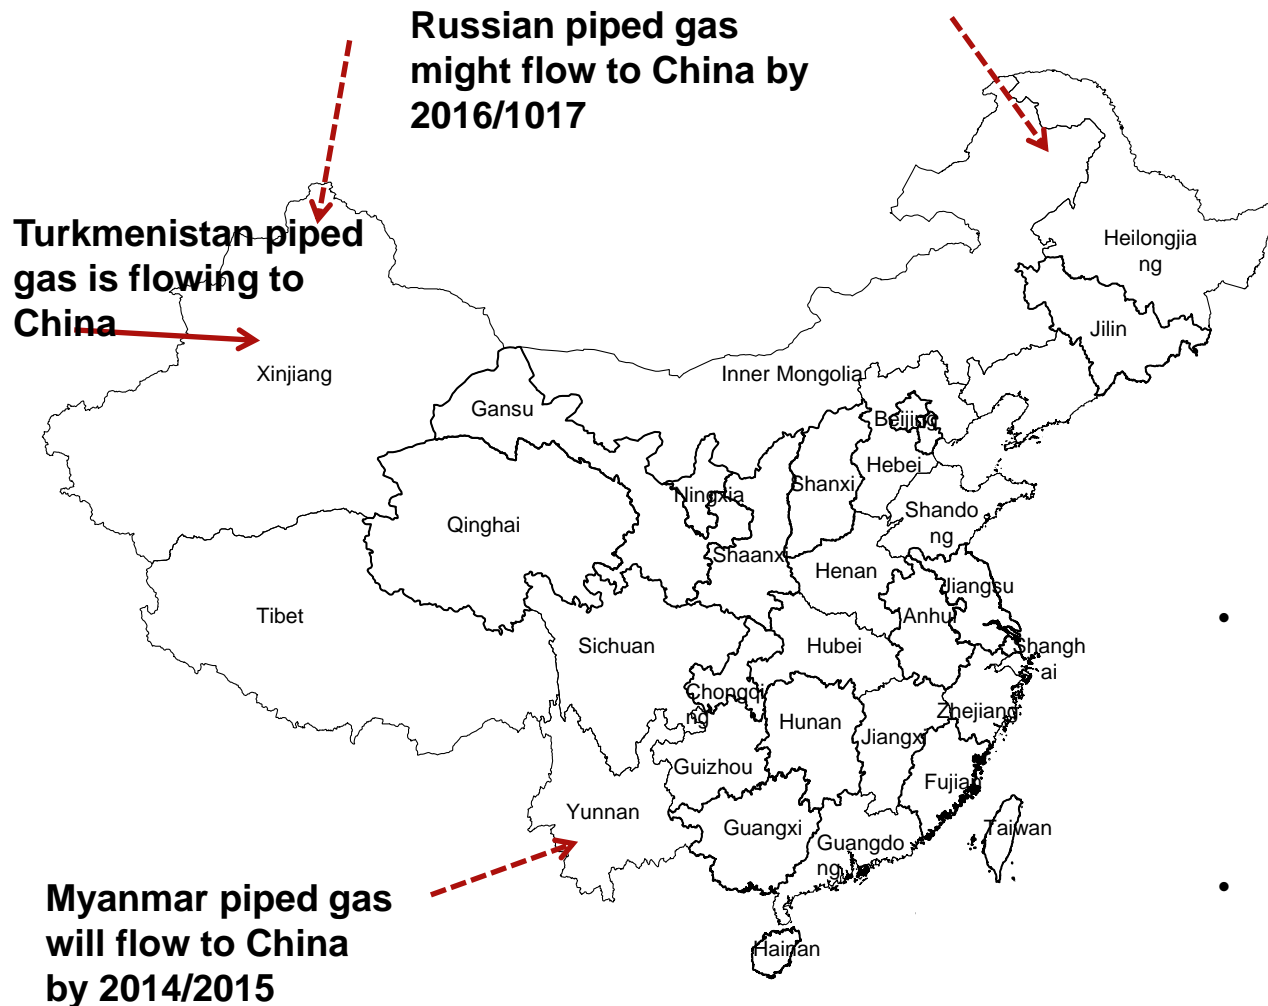 Russian piped gas
might flow to China by
2016/1017
Turkmenistan piped
gas is flowing to
China
Heilongjia
ng
Jilin
Xinjiang
Inner Mongolia
Gansu
Beijing
Hebei
Ningxia
Shanxi
Shando
ng
Qinghai
Shaanxi
Henan
Jiangsu
Tibet
Anhui
Sichuan
Hubei
Shangh
ai
Chongqi
ng
Hunan
Zhejiang
Jiangxi
Guizhou
Fujian
Yunnan
Guangxi
Guangdo
ng
Taiwan
Myanmar piped gas
will flow to China
by 2014/2015
Hainan
•
•